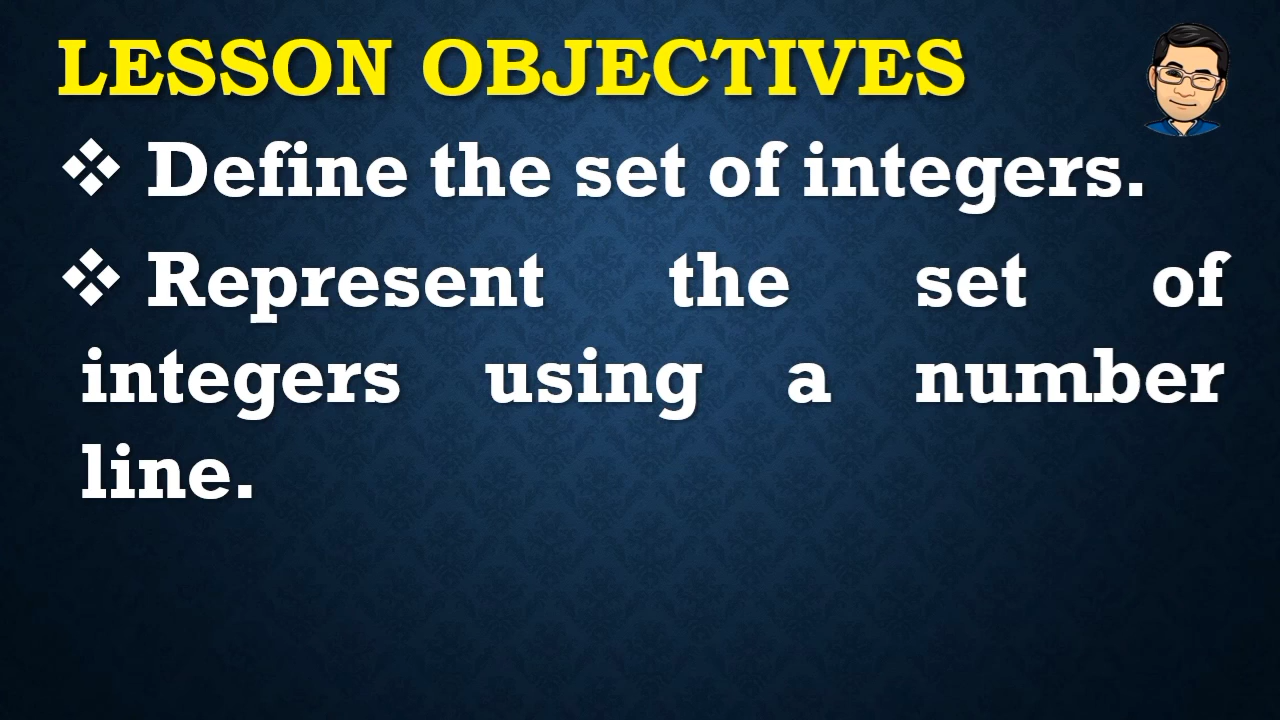 LESSON OBJECTIVES
❖ Define the set of integers.
❖ Represent the set of
integers using a number
line.